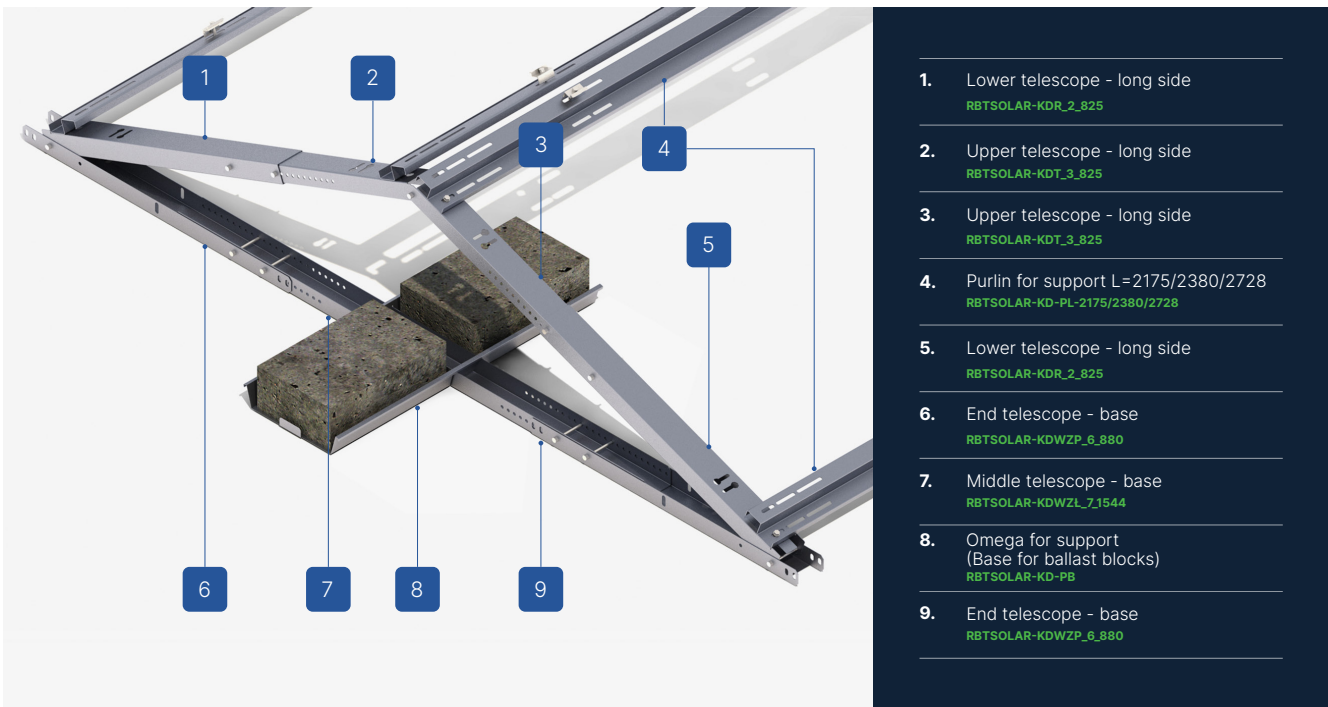 1
2
3
4
5
6
7
8
9
1. Lower telescope - long side
RBTSOLAR-KDR_2_825
2. Upper telescope - long side
RBTSOLAR-KDT_3_825
3. Upper telescope - long side
RBTSOLAR-KDT_3_825
4. Purlin for support L=2175/2380/2728
RBTSOLAR-KD-PL-2175/2380/2728
5. Lower telescope - long side
RBTSOLAR-KDR_2_825
6. End telescope - base
RBTSOLAR-KDWZP_6_880
7. Middle telescope - base
RBTSOLAR-KDWZŁ_7_1544
8. Omega for support
(Base for ballast blocks)
RBTSOLAR-KD-PB
9. End telescope - base
RBTSOLAR-KDWZP_6_880